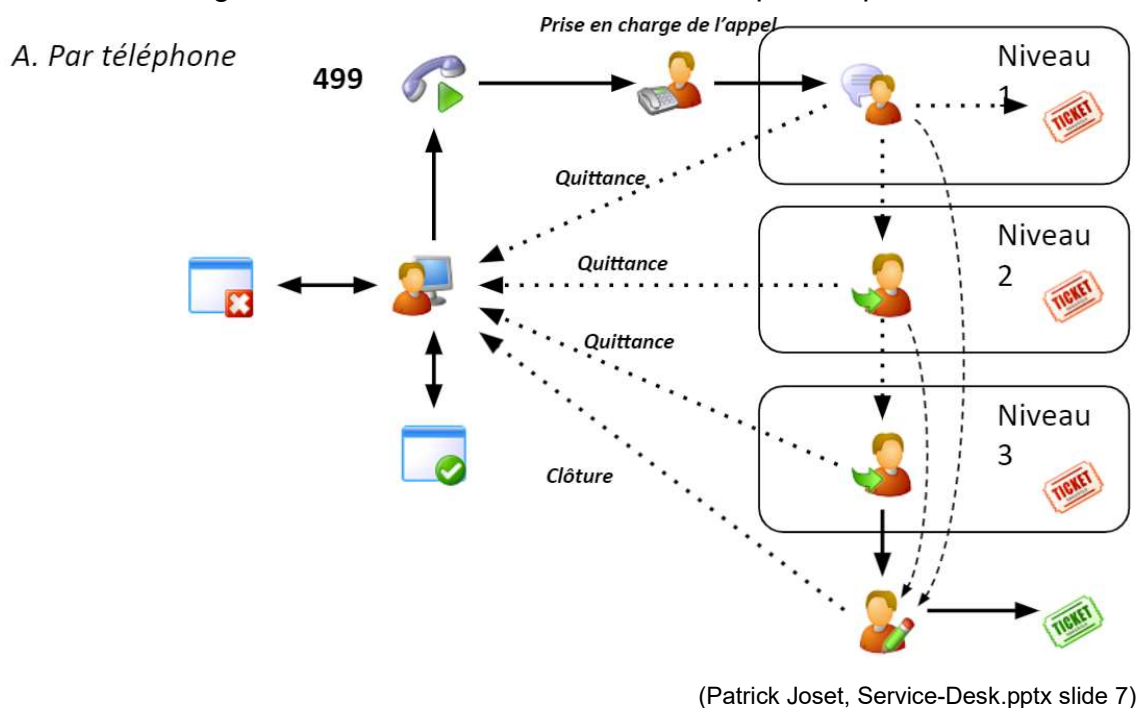 Prise en charge de l'appel
A. Par téléphone
499
Niveau
1
TICKET
Quittance
Niveau
2
Quittance
TICKET
Quittance
Niveau
3
Clôture
TICKET
TICKET
(Patrick Joset, Service-Desk.pptx slide 7)